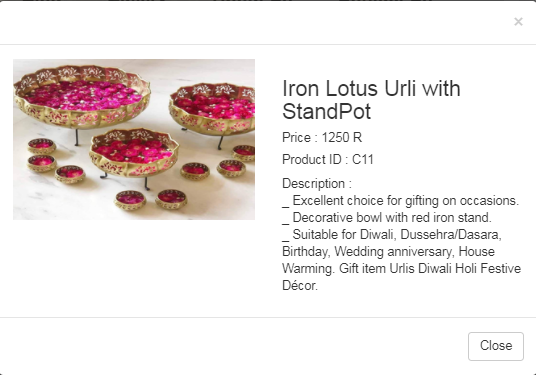 ×
Iron Lotus Urli with
StandPot
Price : 1250 R
Product ID : C11
Description :
_ Excellent choice for gifting on occasions.
_ Decorative bowl with red iron stand.
_ Suitable for Diwali, Dussehra/Dasara,
Birthday, Wedding anniversary, House
Warming. Gift item Urlis Diwali Holi Festive
Décor.
Close